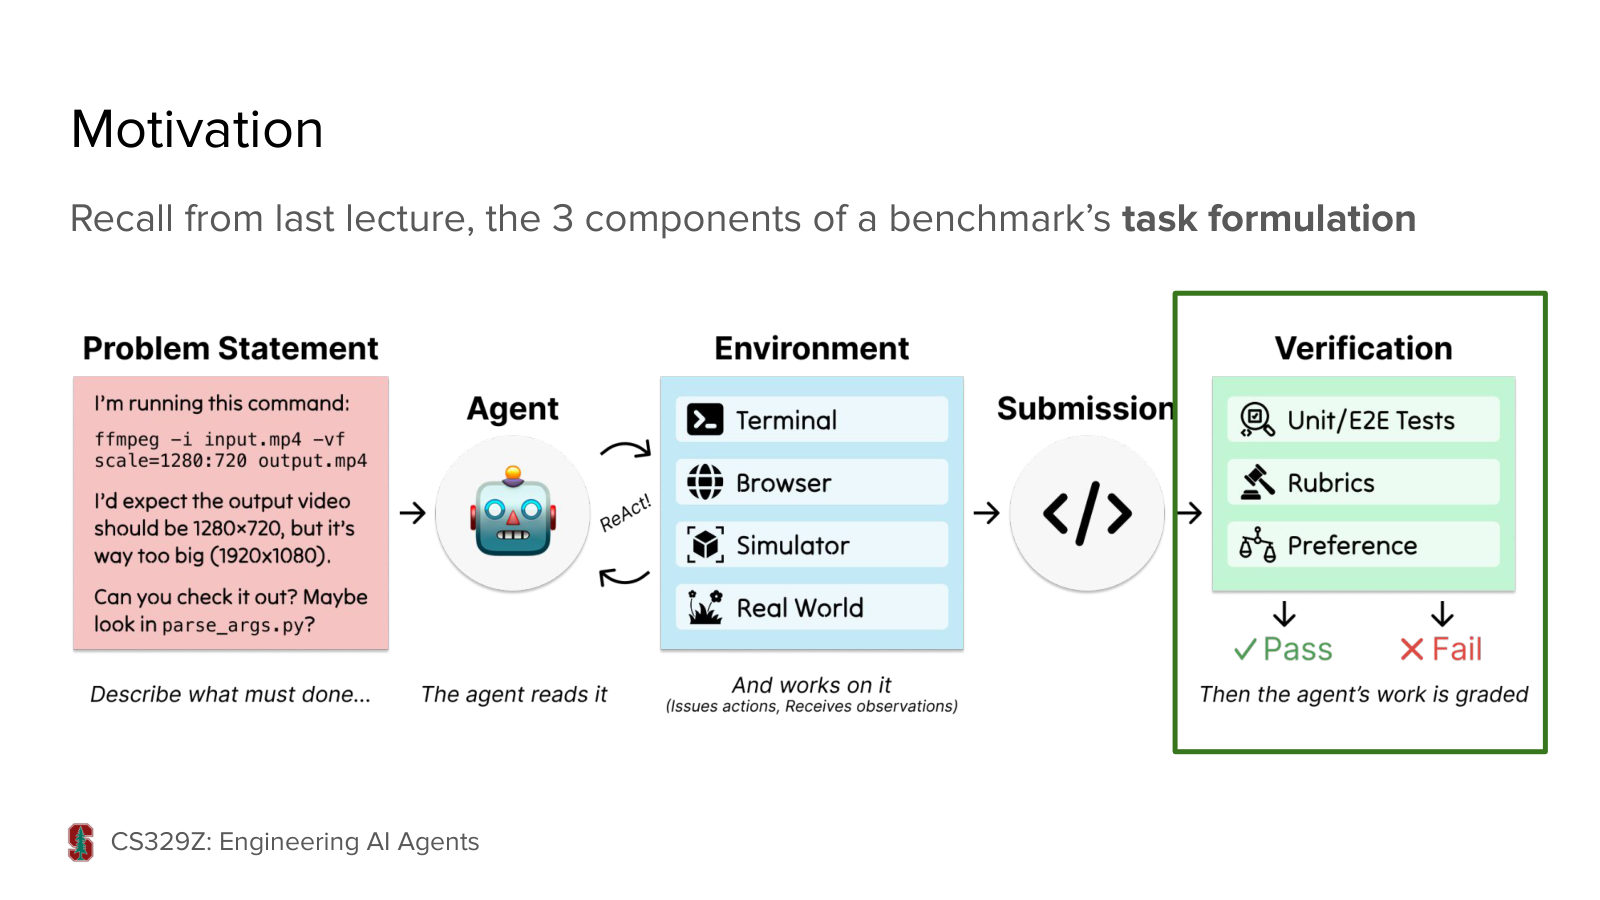 Motivation
Recall from last lecture, the 3 components of a benchmark’s task formulation
Problem Statement
I’m running this command:
ffmpeg -i input.mp4 -vf
scale=1280:720 output.mp4
I’d expect the output video
should be 1280×720, but it’s
way too big (1920x1080).
Can you check it out? Maybe
look in parse_args.py?
Describe what must done...
Agent
The agent reads it
ReAct!
Environment
Terminal
Browser
Simulator
Real World
And works on it
(Issues actions, Receives observations)
Submission
</>
Verification
Unit/E2E Tests
Rubrics
Preference
✓ Pass
✕ Fail
Then the agent’s work is graded
S
CS329Z: Engineering AI Agents